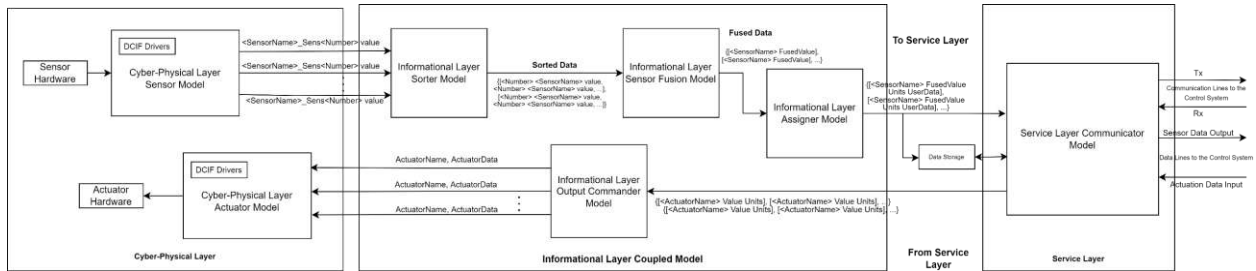 DCIF Drivers
Cyber-Physical Layer
Sensor Model
Sensor
Hardware
<SensorName>_Sens<Number> value
<SensorName>_Sens<Number> value
<SensorName>_Sens<Number> value
Informational Layer
Sorter Model
Sorted Data
{[<Number> <SensorName> value,
<Number> <SensorName> value, ...],
[<Number> <SensorName> value,
<Number> <SensorName> value, ...]}
Informational Layer
Sensor Fusion Model
Fused Data
{[<SensorName> FusedValue],
[<SensorName> FusedValue], ...}
Informational Layer
Assigner Model
To Service Layer
{[<SensorName> FusedValue
Units UserData],
[<SensorName> FusedValue
Units UserData], ...}
Data Storage
Service Layer Communicator
Model
Tx
Communication Lines to the
Control System
Rx
Sensor Data Output
Data Lines to the Control System
Actuation Data Input
DCIF Drivers
Cyber-Physical Layer
Actuator Model
Actuator
Hardware
ActuatorName, ActuatorData
ActuatorName, ActuatorData
ActuatorName, ActuatorData
Informational Layer
Output Commander
Model
{[<ActuatorName> Value Units], [<ActuatorName> Value Units], ...}
{[<ActuatorName> Value Units], [<ActuatorName> Value Units], ...}
From Service
Layer
Cyber-Physical Layer
Informational Layer Coupled Model
Service Layer